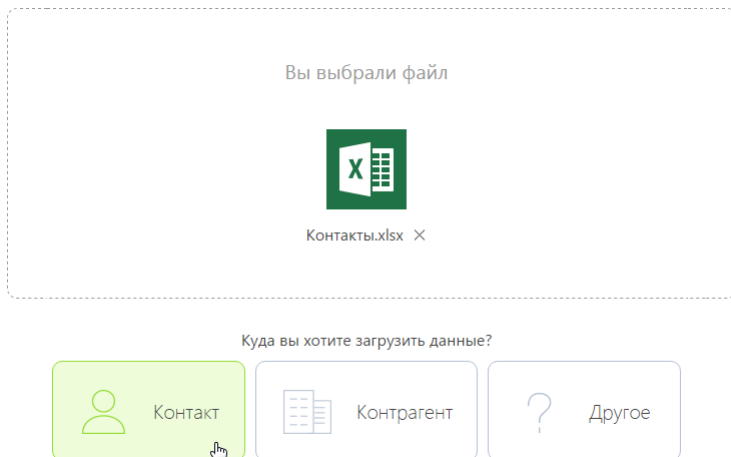 Вы выбрали файл
X
Контакты.xlsx
Куда вы хотите загрузить данные?
Контакт
Контрагент
Другое